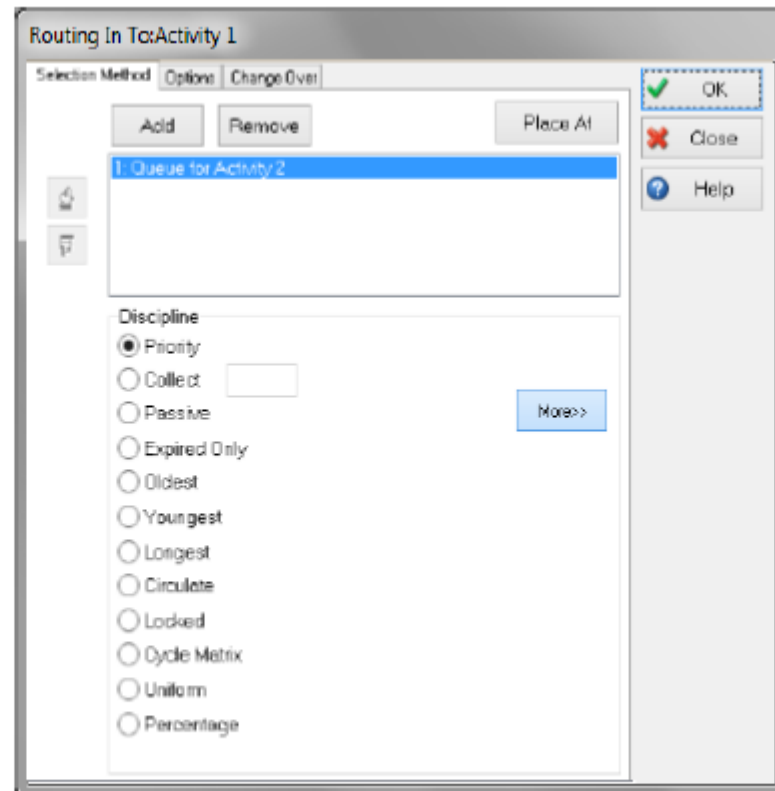 Routing In To:Activity 1
Selection Method Options Change Over
OK
Add Remove Place At
Close
1: Queue for Activity 2
Help
Discipline
Priority
Collect
Passive
More>>
Expired Only
Oldest
Youngest
Longest
Circulate
Locked
Cycle Matrix
Uniform
Percentage